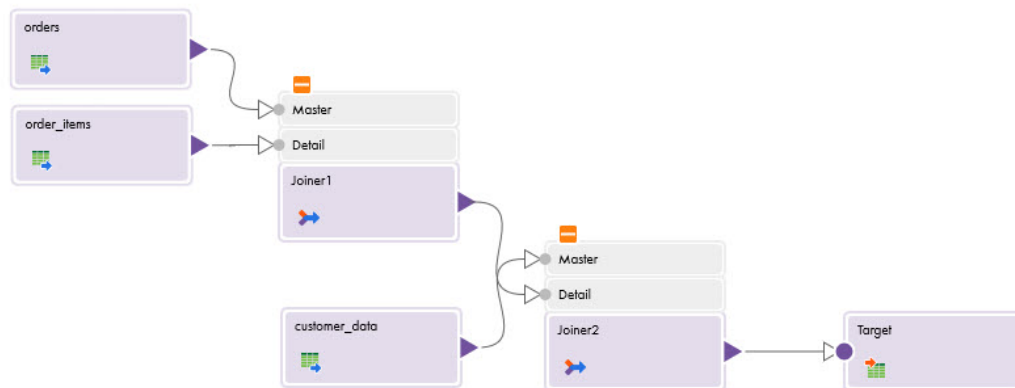 orders
order_items
Master
Detail
Joiner1
customer_data
Master
Detail
Joiner2
Target